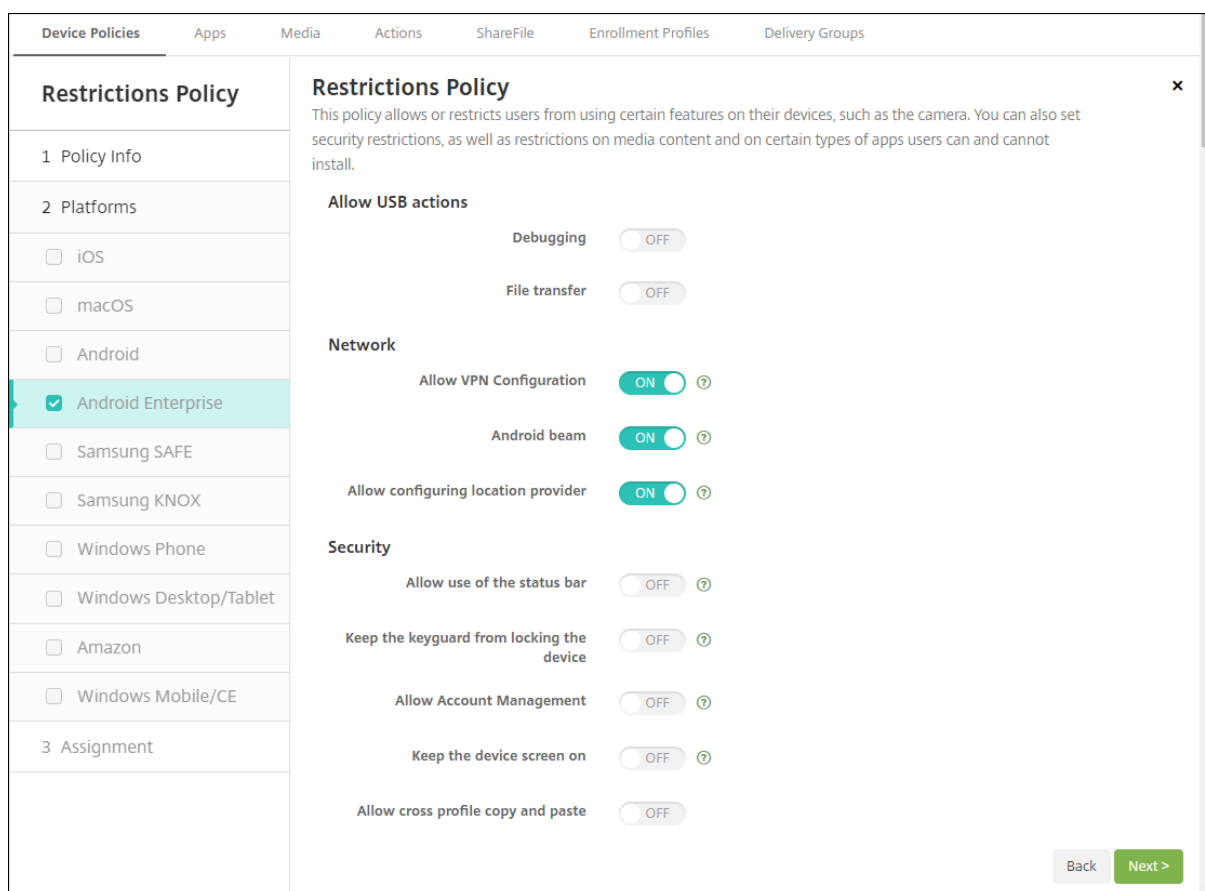 Device Policies Apps Media Actions ShareFile Enrollment Profiles Delivery Groups
Restrictions Policy
1 Policy Info
2 Platforms
iOS
macOS
Android
Android Enterprise
Samsung SAFE
Samsung KNOX
Windows Phone
Windows Desktop/Tablet
Amazon
Windows Mobile/CE
3 Assignment
Restrictions Policy
×
This policy allows or restricts users from using certain features on their devices, such as the camera. You can also set
security restrictions, as well as restrictions on media content and on certain types of apps users can and cannot
install.
Allow USB actions
Debugging OFF
File transfer OFF
Network
Allow VPN Configuration ON ?
Android beam ON ?
Allow configuring location provider ON ?
Security
Allow use of the status bar OFF ?
Keep the keyguard from locking the
device OFF ?
Allow Account Management OFF ?
Keep the device screen on OFF ?
Allow cross profile copy and paste OFF
Back Next >